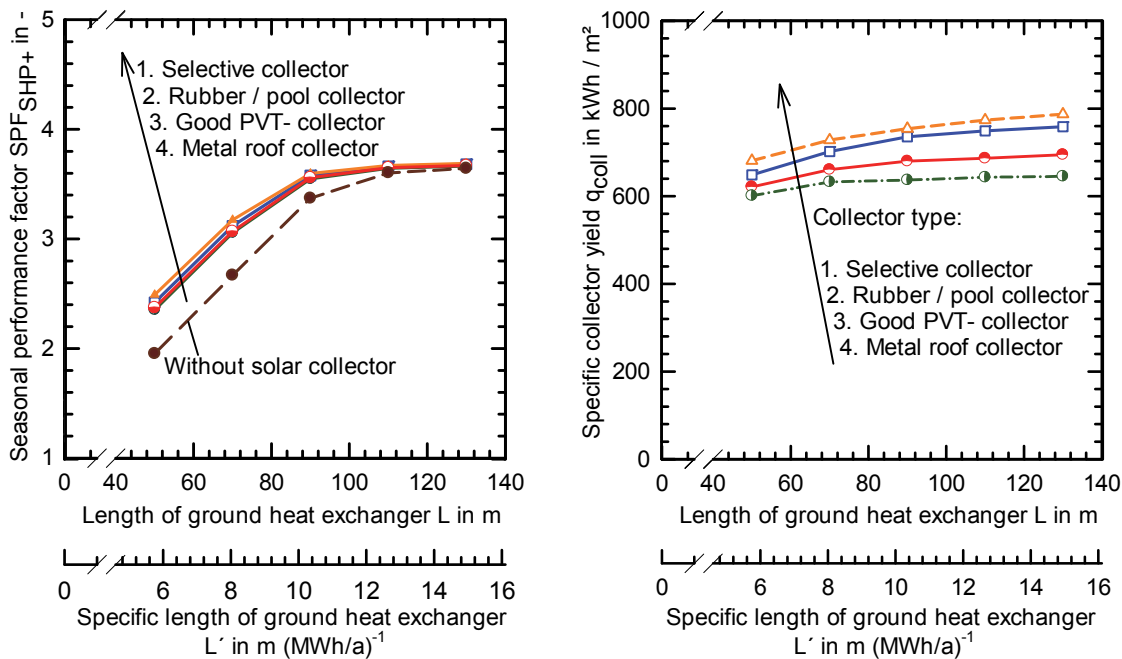 Seasonal performance factor SPF_SHP+ in -
5
4
3
2
1
1. Selective collector
2. Rubber / pool collector
3. Good PVT- collector
4. Metal roof collector
Without solar collector
0 40 60 80 100 120 140
Length of ground heat exchanger L in m
0 6 8 10 12 14 16
Specific length of ground heat exchanger
L´ in m (MWh/a)-1
Specific collector yield qcoll in kWh / m²
1000
800
600
400
200
0
Collector type:
1. Selective collector
2. Rubber / pool collector
3. Good PVT- collector
4. Metal roof collector
0 40 60 80 100 120 140
Length of ground heat exchanger L in m
0 6 8 10 12 14 16
Specific length of ground heat exchanger
L´ in m (MWh/a)-1